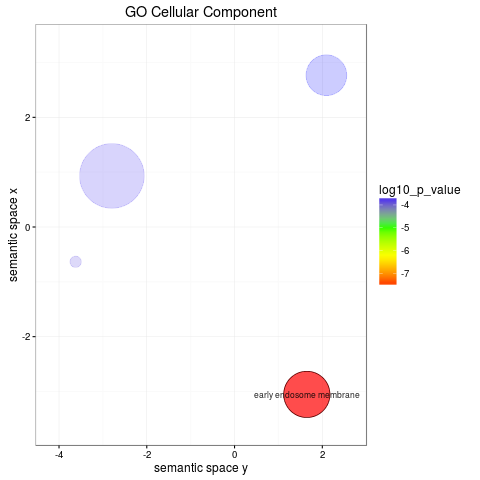 GO Cellular Component
semantic space x
2
0
-2
early endosome membrane
-4
-2
0
2
semantic space y
log10_p_value
-4
-5
-6
-7